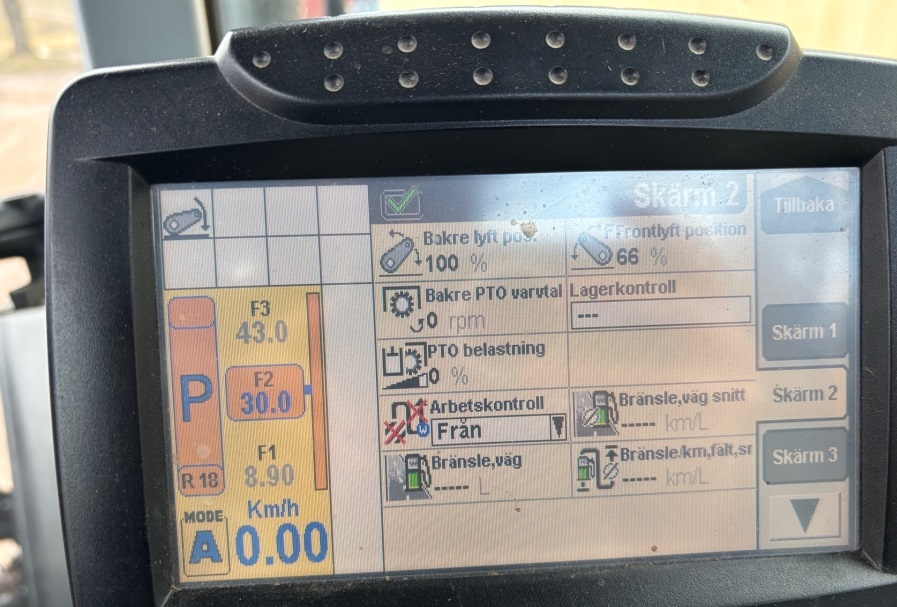 Skärm 2
Tillbaka
Bakre lyft pos.
100 %
Frontlyft position
66 %
Bakre PTO varvtal
0 rpm
Lagerkontroll
---
PTO belastning
0 %
Arbetskontroll
Från
Bränsle,väg snitt
----- km/L
Bränsle,väg
----- L
Bränsle/km,fält,sr
----- km/L
Skärm 1
Skärm 2
Skärm 3
F3
43.0
P
F2
30.0
F1
8.90
R 18
Km/h
MODE
A
0.00